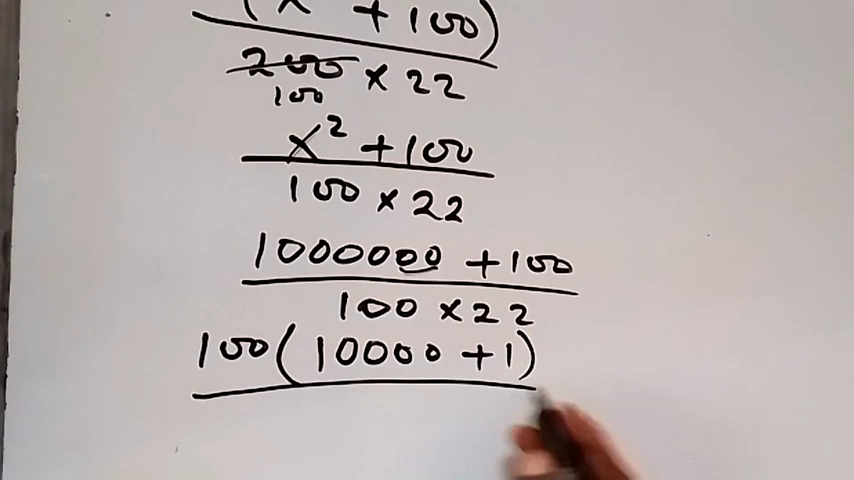 (x + 100)
200 × 22
100
x² + 100
100 × 22
1000000 + 100
100 × 22
100(10000 + 1)